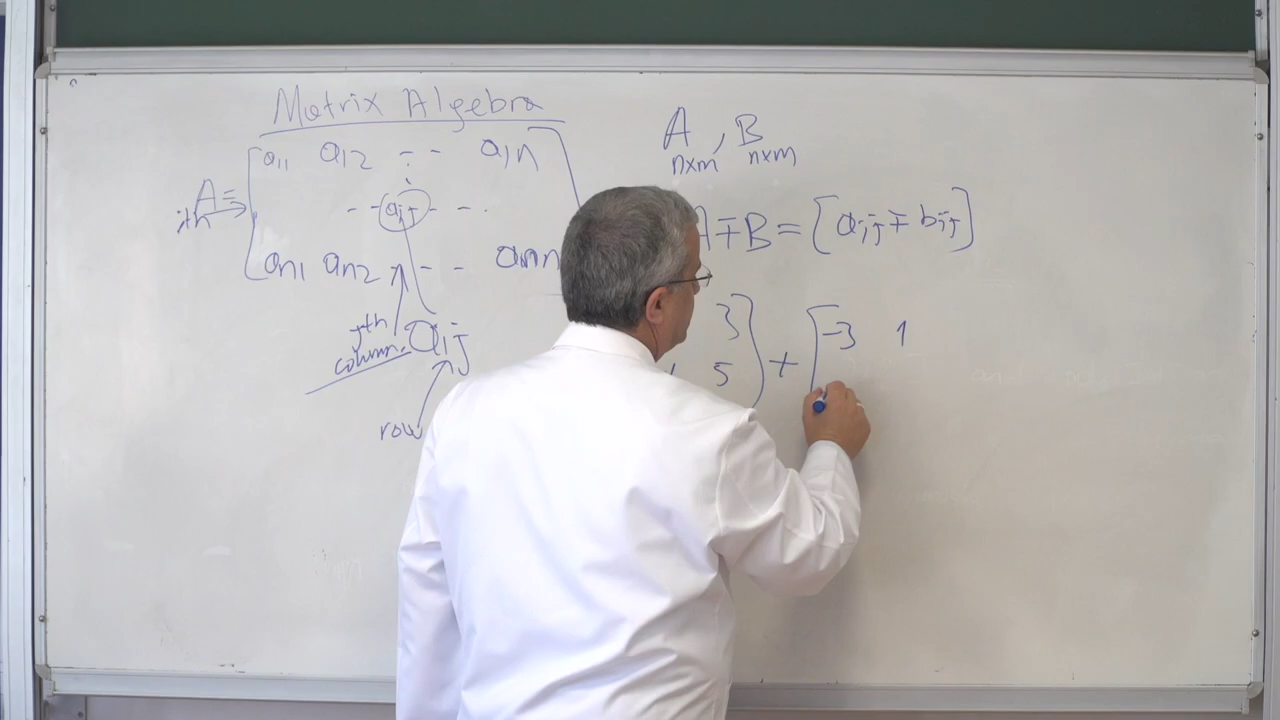 Matrix Algebra
A =
a11 a12 - - a1n
ith
- - aij - - -
an1 an2 - - ann
jth
column.
aij
row
A , B
nxm nxm
A∓B = [aij ∓ bij]
3 ] + [ -3 1
5